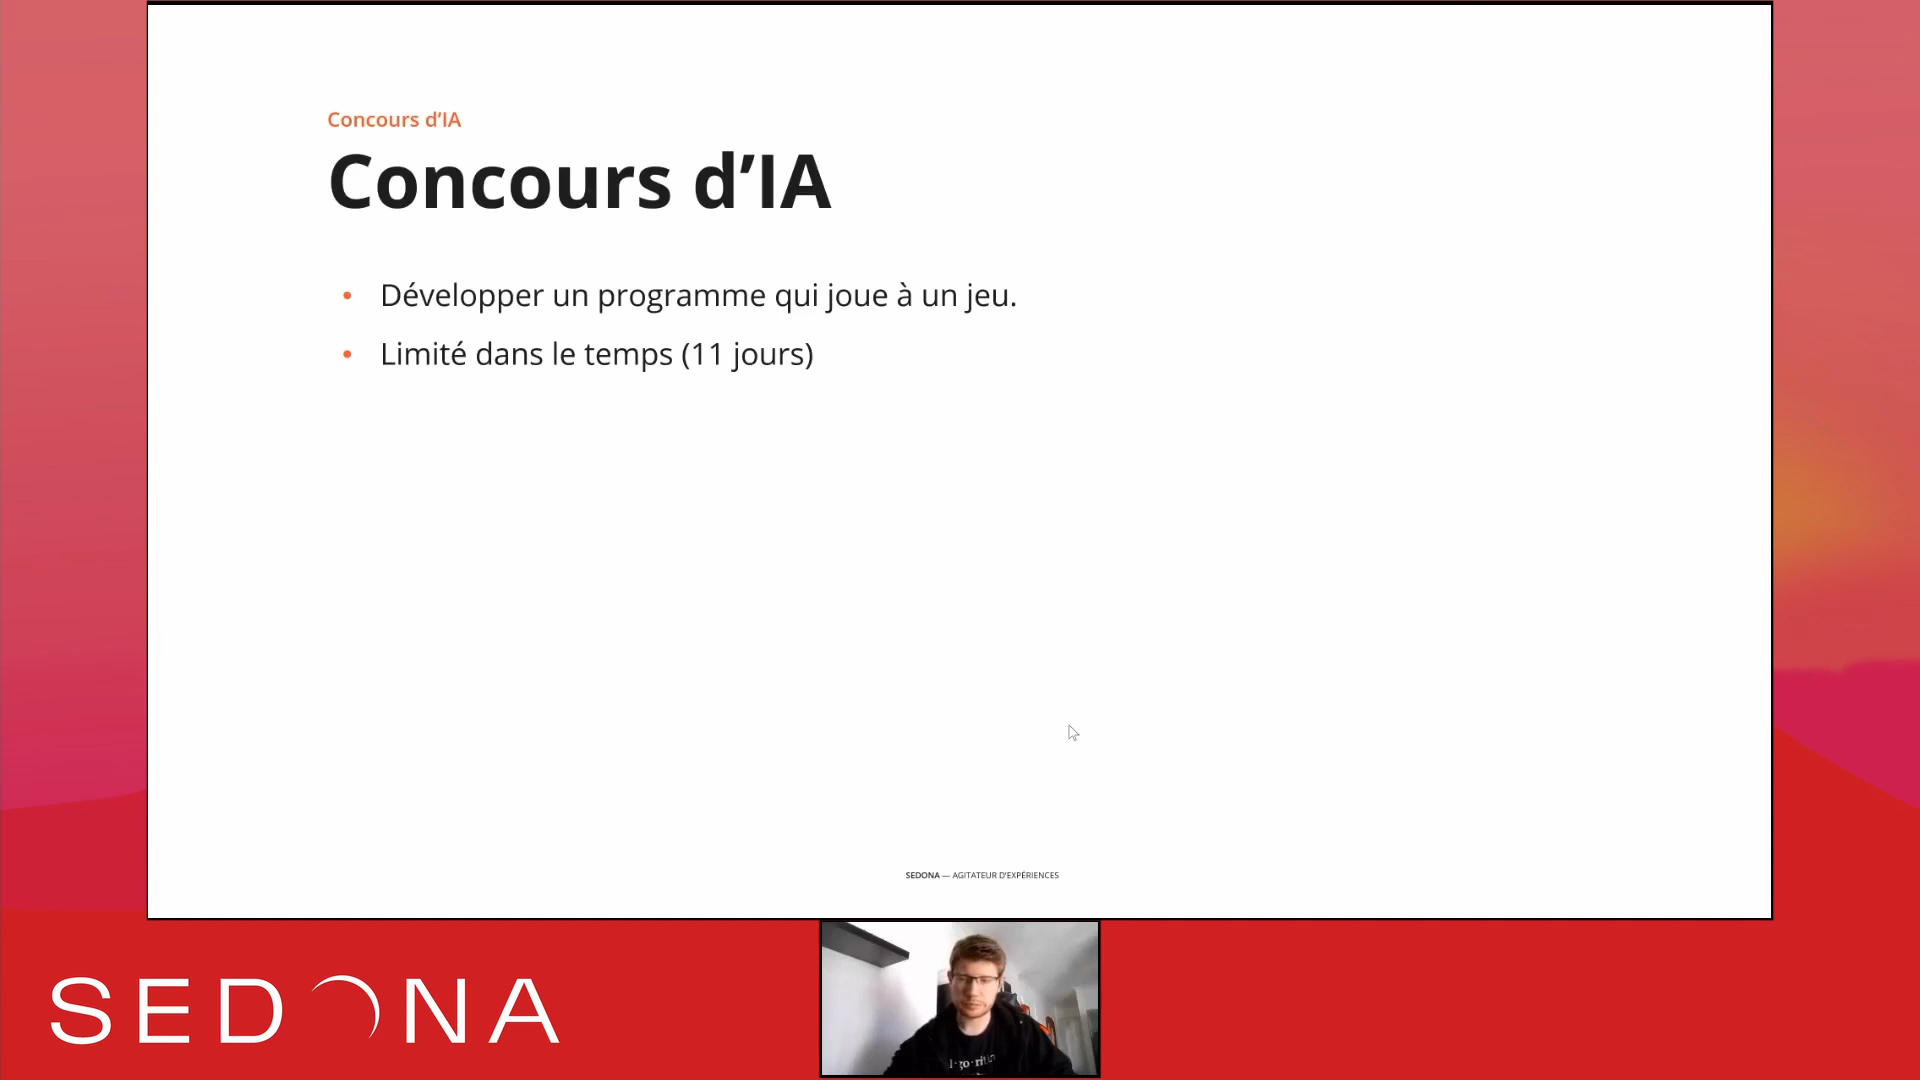 Concours d’IA
Concours d’IA
• Développer un programme qui joue à un jeu.
• Limité dans le temps (11 jours)
SEDONA — AGITATEUR D'EXPÉRIENCES
SEDONA